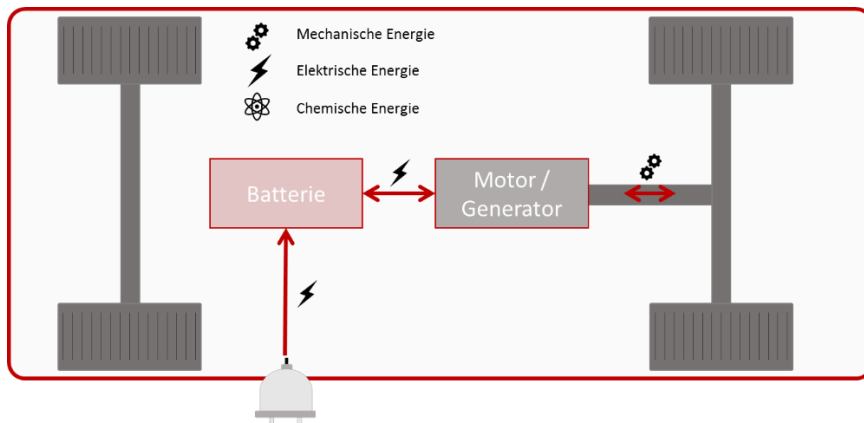 Mechanische Energie
Elektrische Energie
Chemische Energie
Batterie
Motor /
Generator